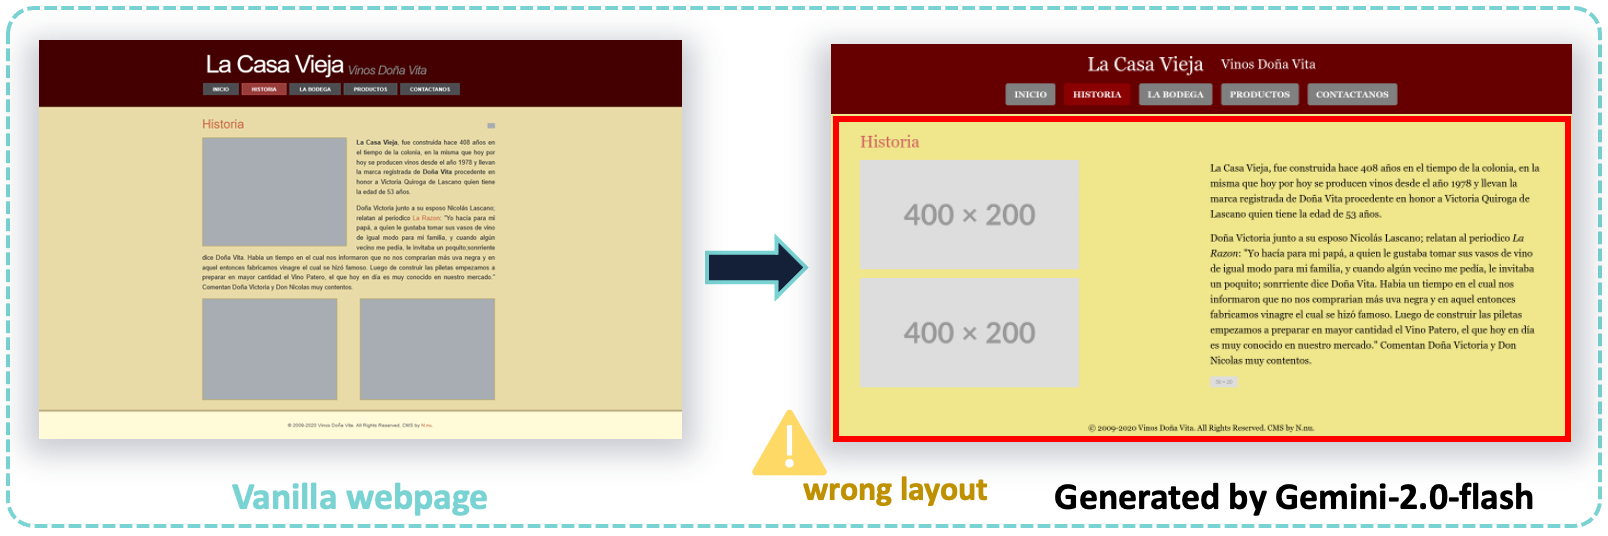 La Casa Vieja Vinos Doña Vita
INICIO HISTORIA LA BODEGA PRODUCTOS CONTACTANOS
Historia
La Casa Vieja, fue construida hace 408 años en
el tiempo de la colonia, en la misma que hoy por
hoy se producen vinos desde el año 1978 y llevan
la marca registrada de Doña Vita procedente en
honor a Victoria Quiroga de Lascano quien tiene
la edad de 53 años.
Doña Victoria junto a su esposo Nicolás Lascano;
relatan al periodico La Razon: "Yo hacía para mi
papá, a quien le gustaba tomar sus vasos de vino
de igual modo para mi familia, y cuando algún
vecino me pedía, le invitaba un poquito;sonrriente
dice Doña Vita. Habia un tiempo en el cual nos informaron que no nos comprarian más uva negra y en
aquel entonces fabricamos vinagre el cual se hizó famoso. Luego de construir las piletas empezamos a
preparar en mayor cantidad el Vino Patero, el que hoy en día es muy conocido en nuestro mercado."
Comentan Doña Victoria y Don Nicolas muy contentos.
© 2009-2020 Vinos Doña Vita. All Rights Reserved. CMS by N.nu.
Vanilla webpage
wrong layout
La Casa Vieja Vinos Doña Vita
INICIO HISTORIA LA BODEGA PRODUCTOS CONTACTANOS
Historia
400 × 200
400 × 200
La Casa Vieja, fue construida hace 408 años en el tiempo de la colonia, en la
misma que hoy por hoy se producen vinos desde el año 1978 y llevan la
marca registrada de Doña Vita procedente en honor a Victoria Quiroga de
Lascano quien tiene la edad de 53 años.
Doña Victoria junto a su esposo Nicolás Lascano; relatan al periodico La
Razon: "Yo hacía para mi papá, a quien le gustaba tomar sus vasos de vino
de igual modo para mi familia, y cuando algún vecino me pedía, le invitaba
un poquito; sonrriente dice Doña Vita. Habia un tiempo en el cual nos
informaron que no nos comprarian más uva negra y en aquel entonces
fabricamos vinagre el cual se hizó famoso. Luego de construir las piletas
empezamos a preparar en mayor cantidad el Vino Patero, el que hoy en día
es muy conocido en nuestro mercado." Comentan Doña Victoria y Don
Nicolas muy contentos.
© 2009-2020 Vinos Doña Vita. All Rights Reserved. CMS by N.nu.
Generated by Gemini-2.0-flash